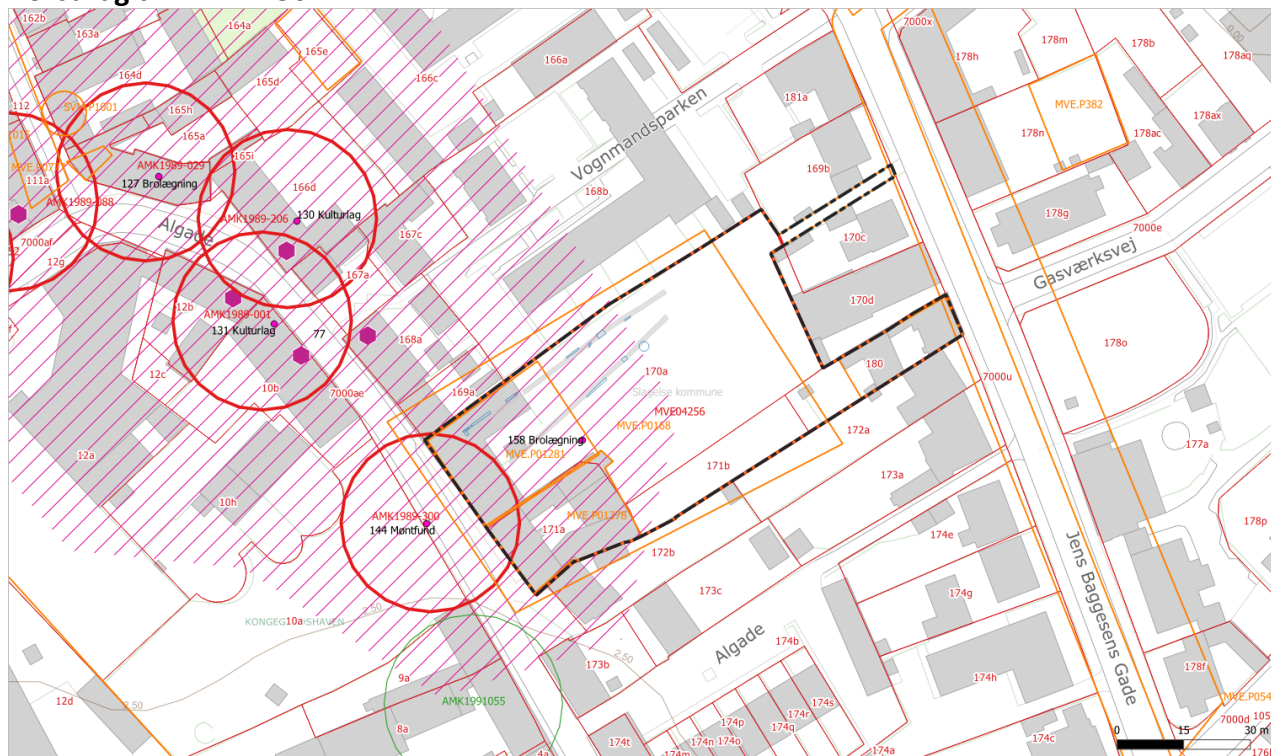 162b
163a
164a
165e
164d
165d
166c
166a
7000x
178h
178m
178b
178aq
0.00
112
SVM.P1001
165h
165a
181a
MVE.P382
178n
178ac
178ax
111a
AMK1989-029
165i
127 Brolægning
Vognmandsparken
169b
AMK1989-088
166d
130 Kulturlag
168b
AMK1989-206
Algade
167c
178g
7000e
7000af
12g
170c
Gasværksvej
167a
12b
AMK1989-001
131 Kulturlag
77
168a
170d
178o
12c
10b
7000ae
170a
180
7000u
Slagelse kommune
169a
MVE04256
MVE.P0168
158 Brolægning
MVE.P01281
172a
177a
12a
171b
173a
10h
AMK1989-300
144 Møntfund
171a
MVE.P01378
174e
178p
172b
173c
174g
2.50
KONGEGÅRDSHAVEN
10a
Algade
174b
Jens Baggesens Gade
2.50
173b
178f
9a
174h
12d
2.50
AMK1991055
174s
174r
174p
174q
MVE.P054
7000d
8a
4a
174t
174m
174n
174o
174a
174c
0 15 30 m